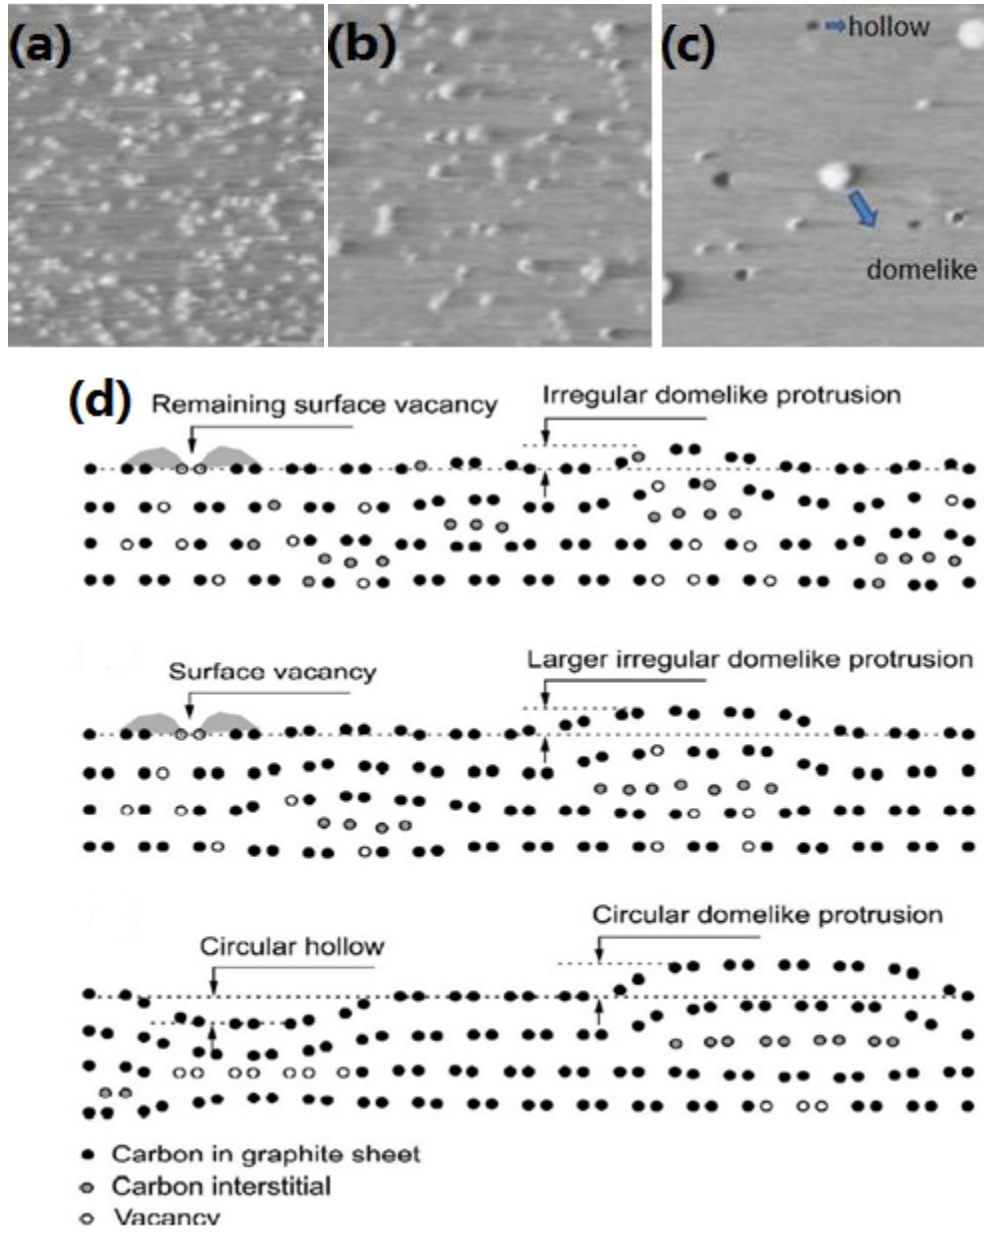 (a)
(b)
(c)
hollow
domelike
(d)
Remaining surface vacancy
Irregular domelike protrusion
Surface vacancy
Larger irregular domelike protrusion
Circular hollow
Circular domelike protrusion
Carbon in graphite sheet
Carbon interstitial
Vacancy